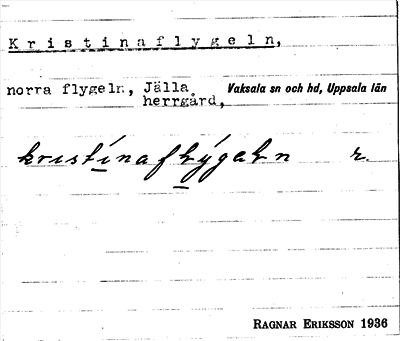 Kristinaflygeln,
norra flygeln, Jälla Vaksala sn och hd, Uppsala län
herrgård,
kristinaflygeln r.
RAGNAR ERIKSSON 1936